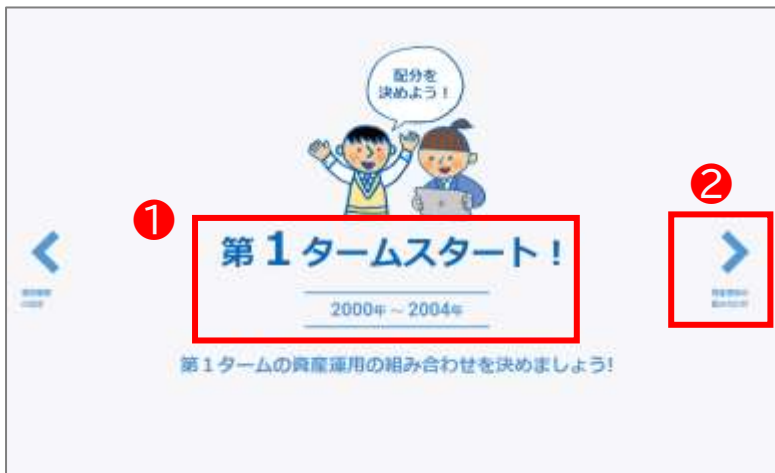 配分を
決めよう!
❶
❷
第1タームスタート!
2000年~2004年
第1タームの資産運用の組み合わせを決めましょう!